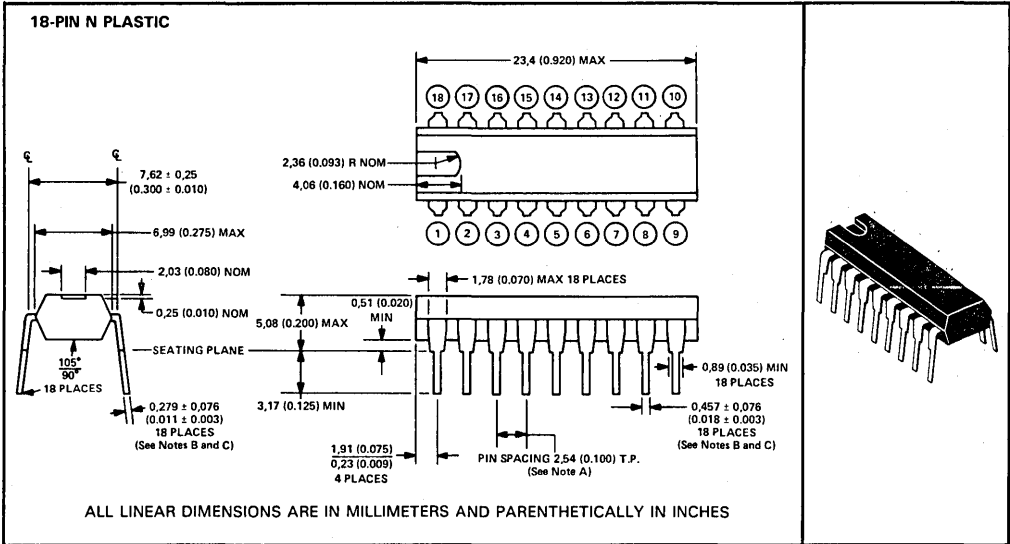 18-PIN N PLASTIC
23,4 (0.920) MAX
18 17 16 15 14 13 12 11 10
2,36 (0.093) R NOM
4,06 (0.160) NOM
1 2 3 4 5 6 7 8 9
℄ ℄
7,62 ± 0,25
(0.300 ± 0.010)
6,99 (0.275) MAX
2,03 (0.080) NOM
0,25 (0.010) NOM
105°
90°
18 PLACES
0,279 ± 0,076
(0.011 ± 0.003)
18 PLACES
(See Notes B and C)
1,78 (0.070) MAX 18 PLACES
0,51 (0.020)
MIN
5,08 (0.200) MAX
SEATING PLANE
3,17 (0.125) MIN
0,89 (0.035) MIN
18 PLACES
0,457 ± 0,076
(0.018 ± 0.003)
18 PLACES
(See Notes B and C)
1,91 (0.075)
0,23 (0.009)
4 PLACES
PIN SPACING 2,54 (0.100) T.P.
(See Note A)
ALL LINEAR DIMENSIONS ARE IN MILLIMETERS AND PARENTHETICALLY IN INCHES